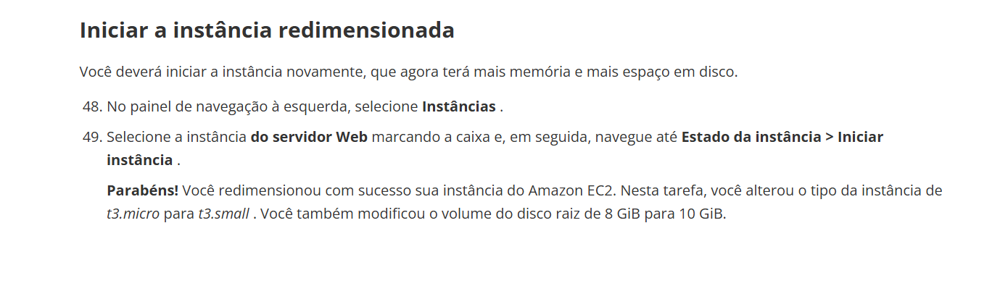 Iniciar a instância redimensionada
Você deverá iniciar a instância novamente, que agora terá mais memória e mais espaço em disco.
48. No painel de navegação à esquerda, selecione Instâncias .
49. Selecione a instância do servidor Web marcando a caixa e, em seguida, navegue até Estado da instância > Iniciar
instância .
Parabéns! Você redimensionou com sucesso sua instância do Amazon EC2. Nesta tarefa, você alterou o tipo da instância de
t3.micro para t3.small . Você também modificou o volume do disco raiz de 8 GiB para 10 GiB.